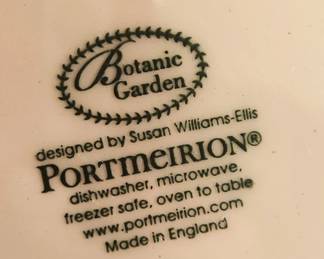 Botanic
Garden
designed by Susan Williams-Ellis
PORTMEIRION®
dishwasher, microwave,
freezer safe, oven to table
www.portmeirion.com
Made in England